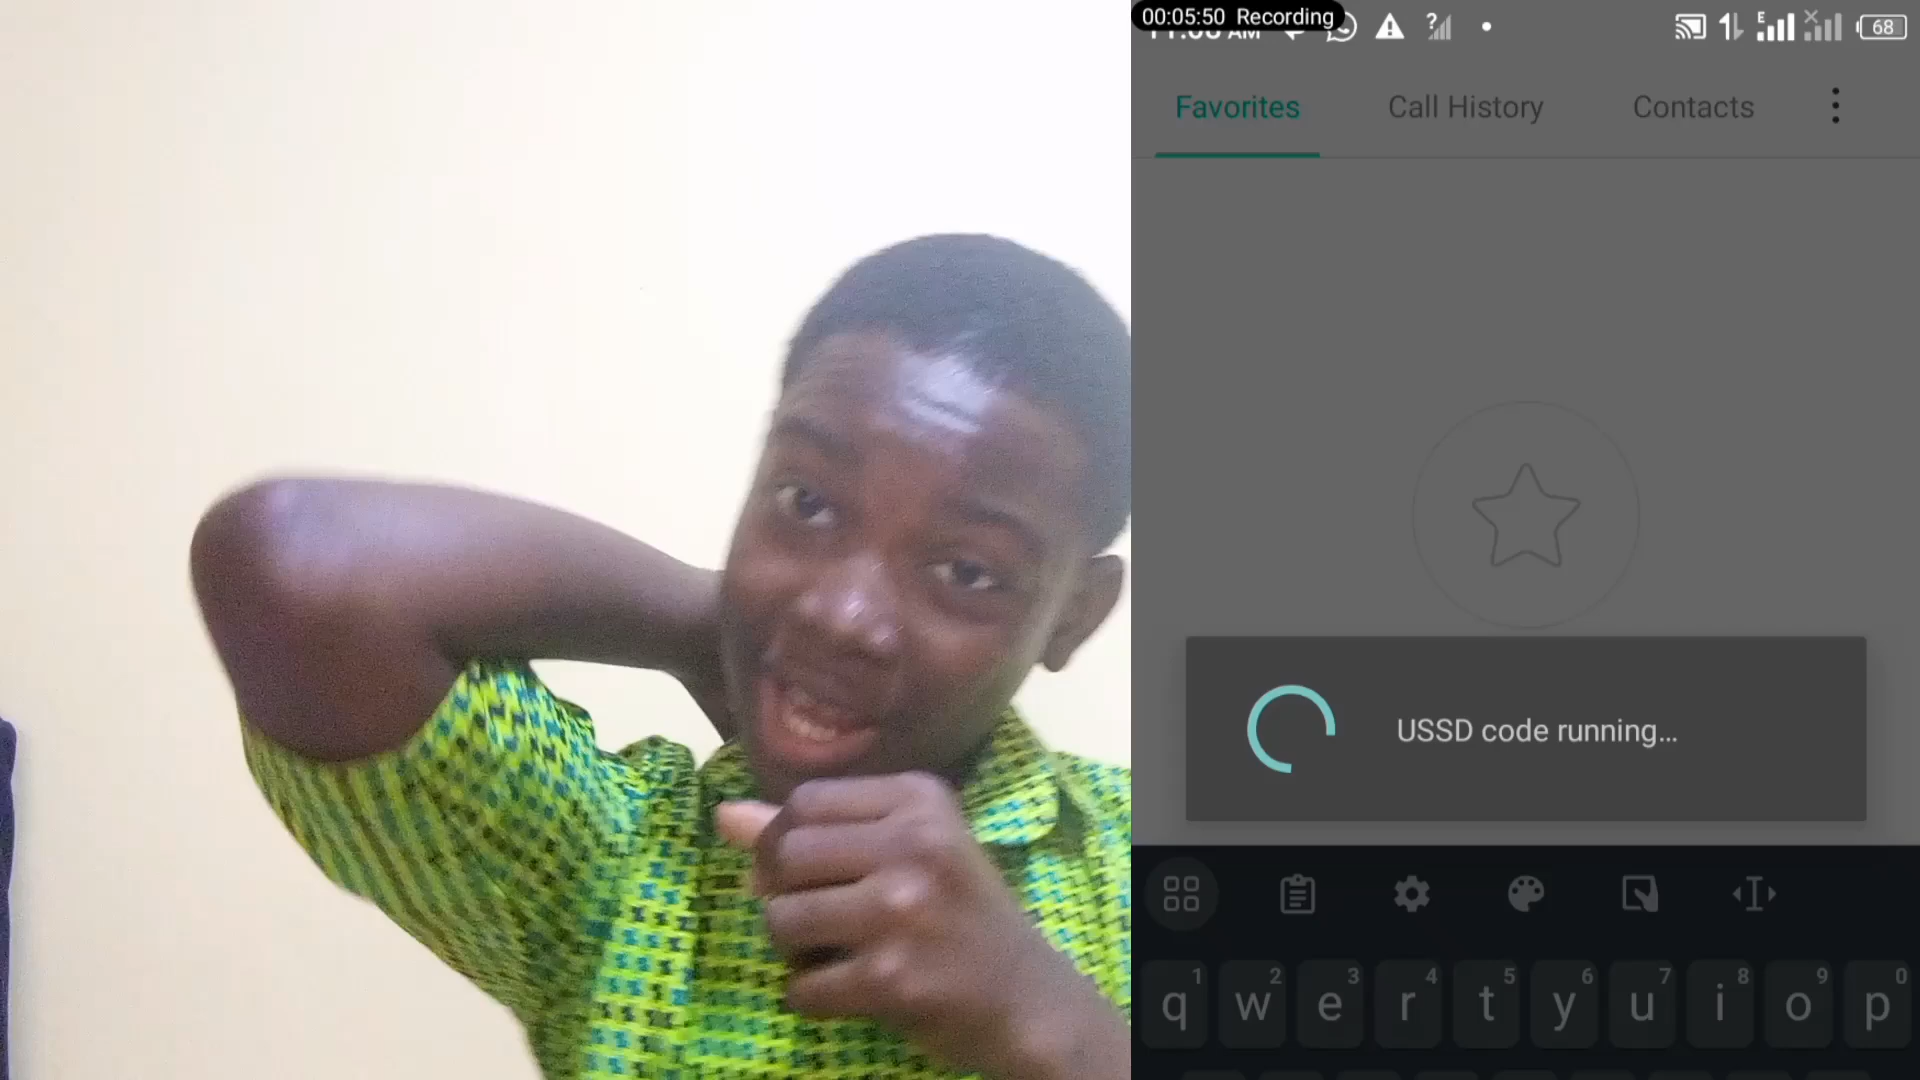 00:05:50 Recording
AM
E
68
Favorites
Call History
Contacts
USSD code running...
1 2 3 4 5 6 7 8 9 0
q w e r t y u i o p